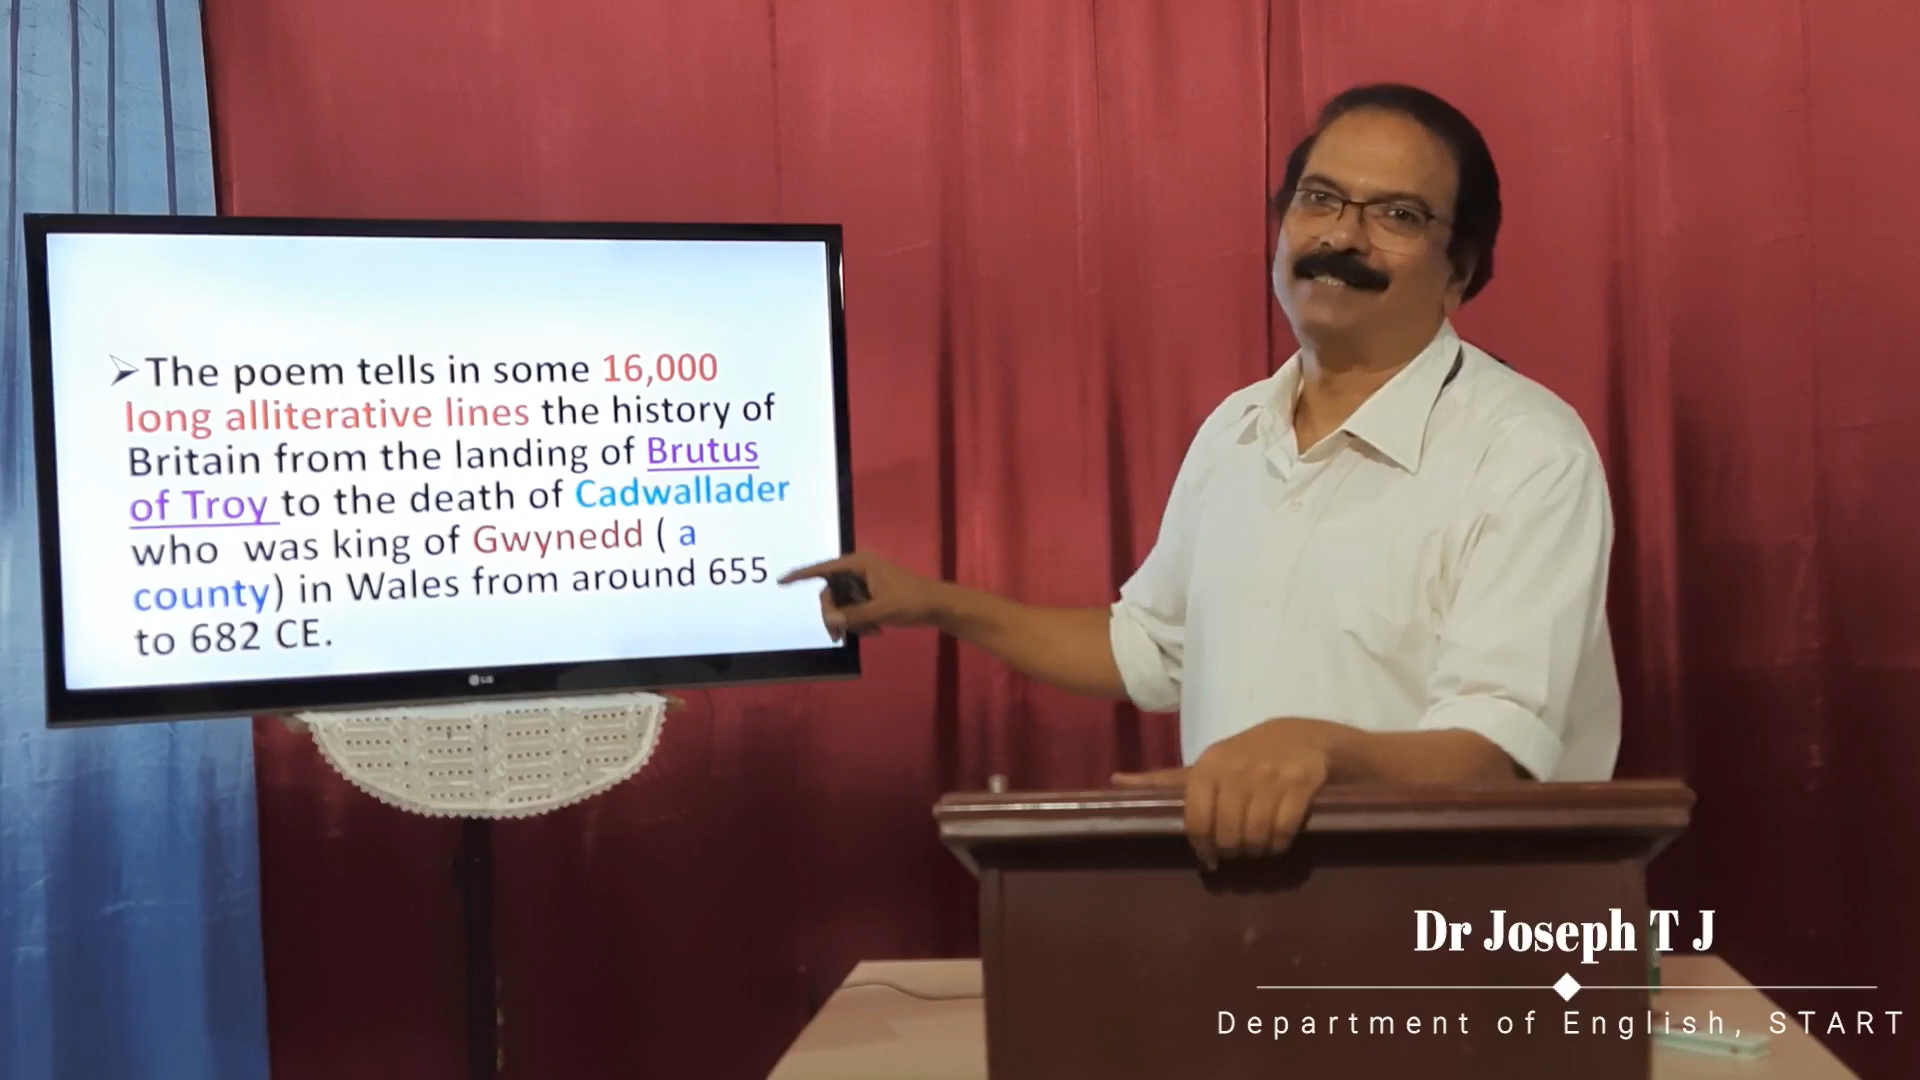 The poem tells in some 16,000
long alliterative lines the history of
Britain from the landing of Brutus
of Troy to the death of Cadwallader
who was king of Gwynedd ( a
county) in Wales from around 655
to 682 CE.
LG
Dr Joseph T J
Department of English, START